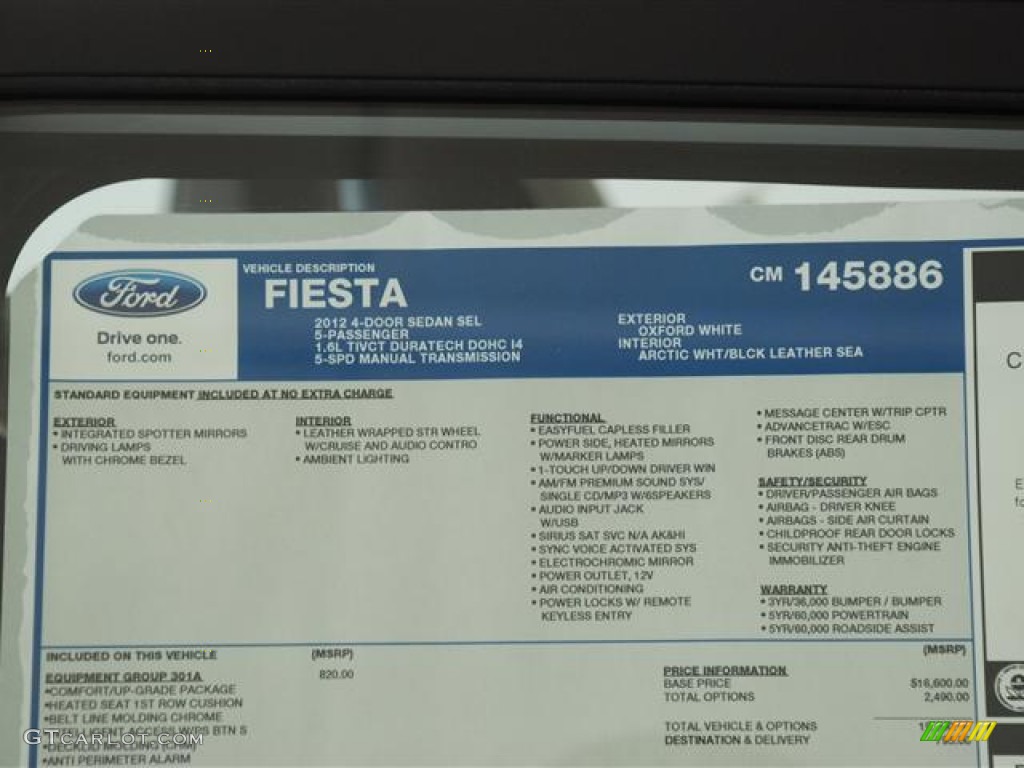 Ford
Drive one.
ford.com
VEHICLE DESCRIPTION
FIESTA
2012 4-DOOR SEDAN SEL
5-PASSENGER
1.6L TIVCT DURATECH DOHC I4
5-SPD MANUAL TRANSMISSION
CM 145886
EXTERIOR
OXFORD WHITE
INTERIOR
ARCTIC WHT/BLCK LEATHER SEA
STANDARD EQUIPMENT INCLUDED AT NO EXTRA CHARGE
EXTERIOR
• INTEGRATED SPOTTER MIRRORS
• DRIVING LAMPS
WITH CHROME BEZEL
INTERIOR
• LEATHER WRAPPED STR WHEEL
W/CRUISE AND AUDIO CONTRO
• AMBIENT LIGHTING
FUNCTIONAL
• EASYFUEL CAPLESS FILLER
• POWER SIDE, HEATED MIRRORS
W/MARKER LAMPS
• 1-TOUCH UP/DOWN DRIVER WIN
• AM/FM PREMIUM SOUND SYS/
SINGLE CD/MP3 W/6SPEAKERS
• AUDIO INPUT JACK
W/USB
• SIRIUS SAT SVC N/A AK&HI
• SYNC VOICE ACTIVATED SYS
• ELECTROCHROMIC MIRROR
• POWER OUTLET, 12V
• AIR CONDITIONING
• POWER LOCKS W/ REMOTE
KEYLESS ENTRY
• MESSAGE CENTER W/TRIP CPTR
• ADVANCETRAC W/ESC
• FRONT DISC REAR DRUM
BRAKES (ABS)
SAFETY/SECURITY
• DRIVER/PASSENGER AIR BAGS
• AIRBAG - DRIVER KNEE
• AIRBAGS - SIDE AIR CURTAIN
• CHILDPROOF REAR DOOR LOCKS
• SECURITY ANTI-THEFT ENGINE
IMMOBILIZER
WARRANTY
• 3YR/36,000 BUMPER / BUMPER
• 5YR/60,000 POWERTRAIN
• 5YR/60,000 ROADSIDE ASSIST
INCLUDED ON THIS VEHICLE (MSRP)
EQUIPMENT GROUP 301A 820.00
•COMFORT/UP-GRADE PACKAGE
•HEATED SEAT 1ST ROW CUSHION
•BELT LINE MOLDING CHROME
•INTELLIGENT ACCESS W/PS BTN S
•DECKLID MOLDING (CHM)
•ANTI PERIMETER ALARM
(MSRP)
PRICE INFORMATION
BASE PRICE $16,600.00
TOTAL OPTIONS 2,490.00
TOTAL VEHICLE & OPTIONS
DESTINATION & DELIVERY
GTCarLot.com